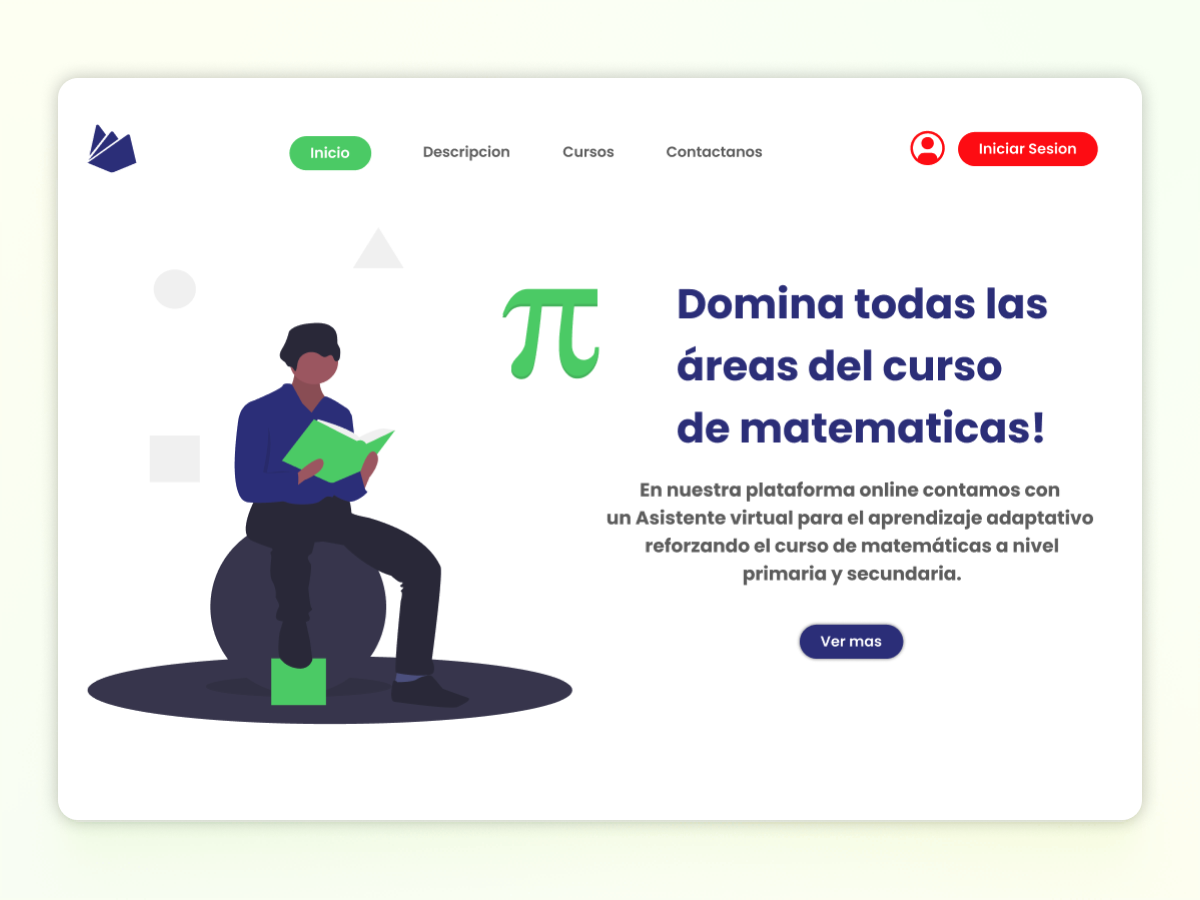 Inicio
Descripcion
Cursos
Contactanos
Iniciar Sesion
π
Domina todas las
áreas del curso
de matematicas!
En nuestra plataforma online contamos con
un Asistente virtual para el aprendizaje adaptativo
reforzando el curso de matemáticas a nivel
primaria y secundaria.
Ver mas